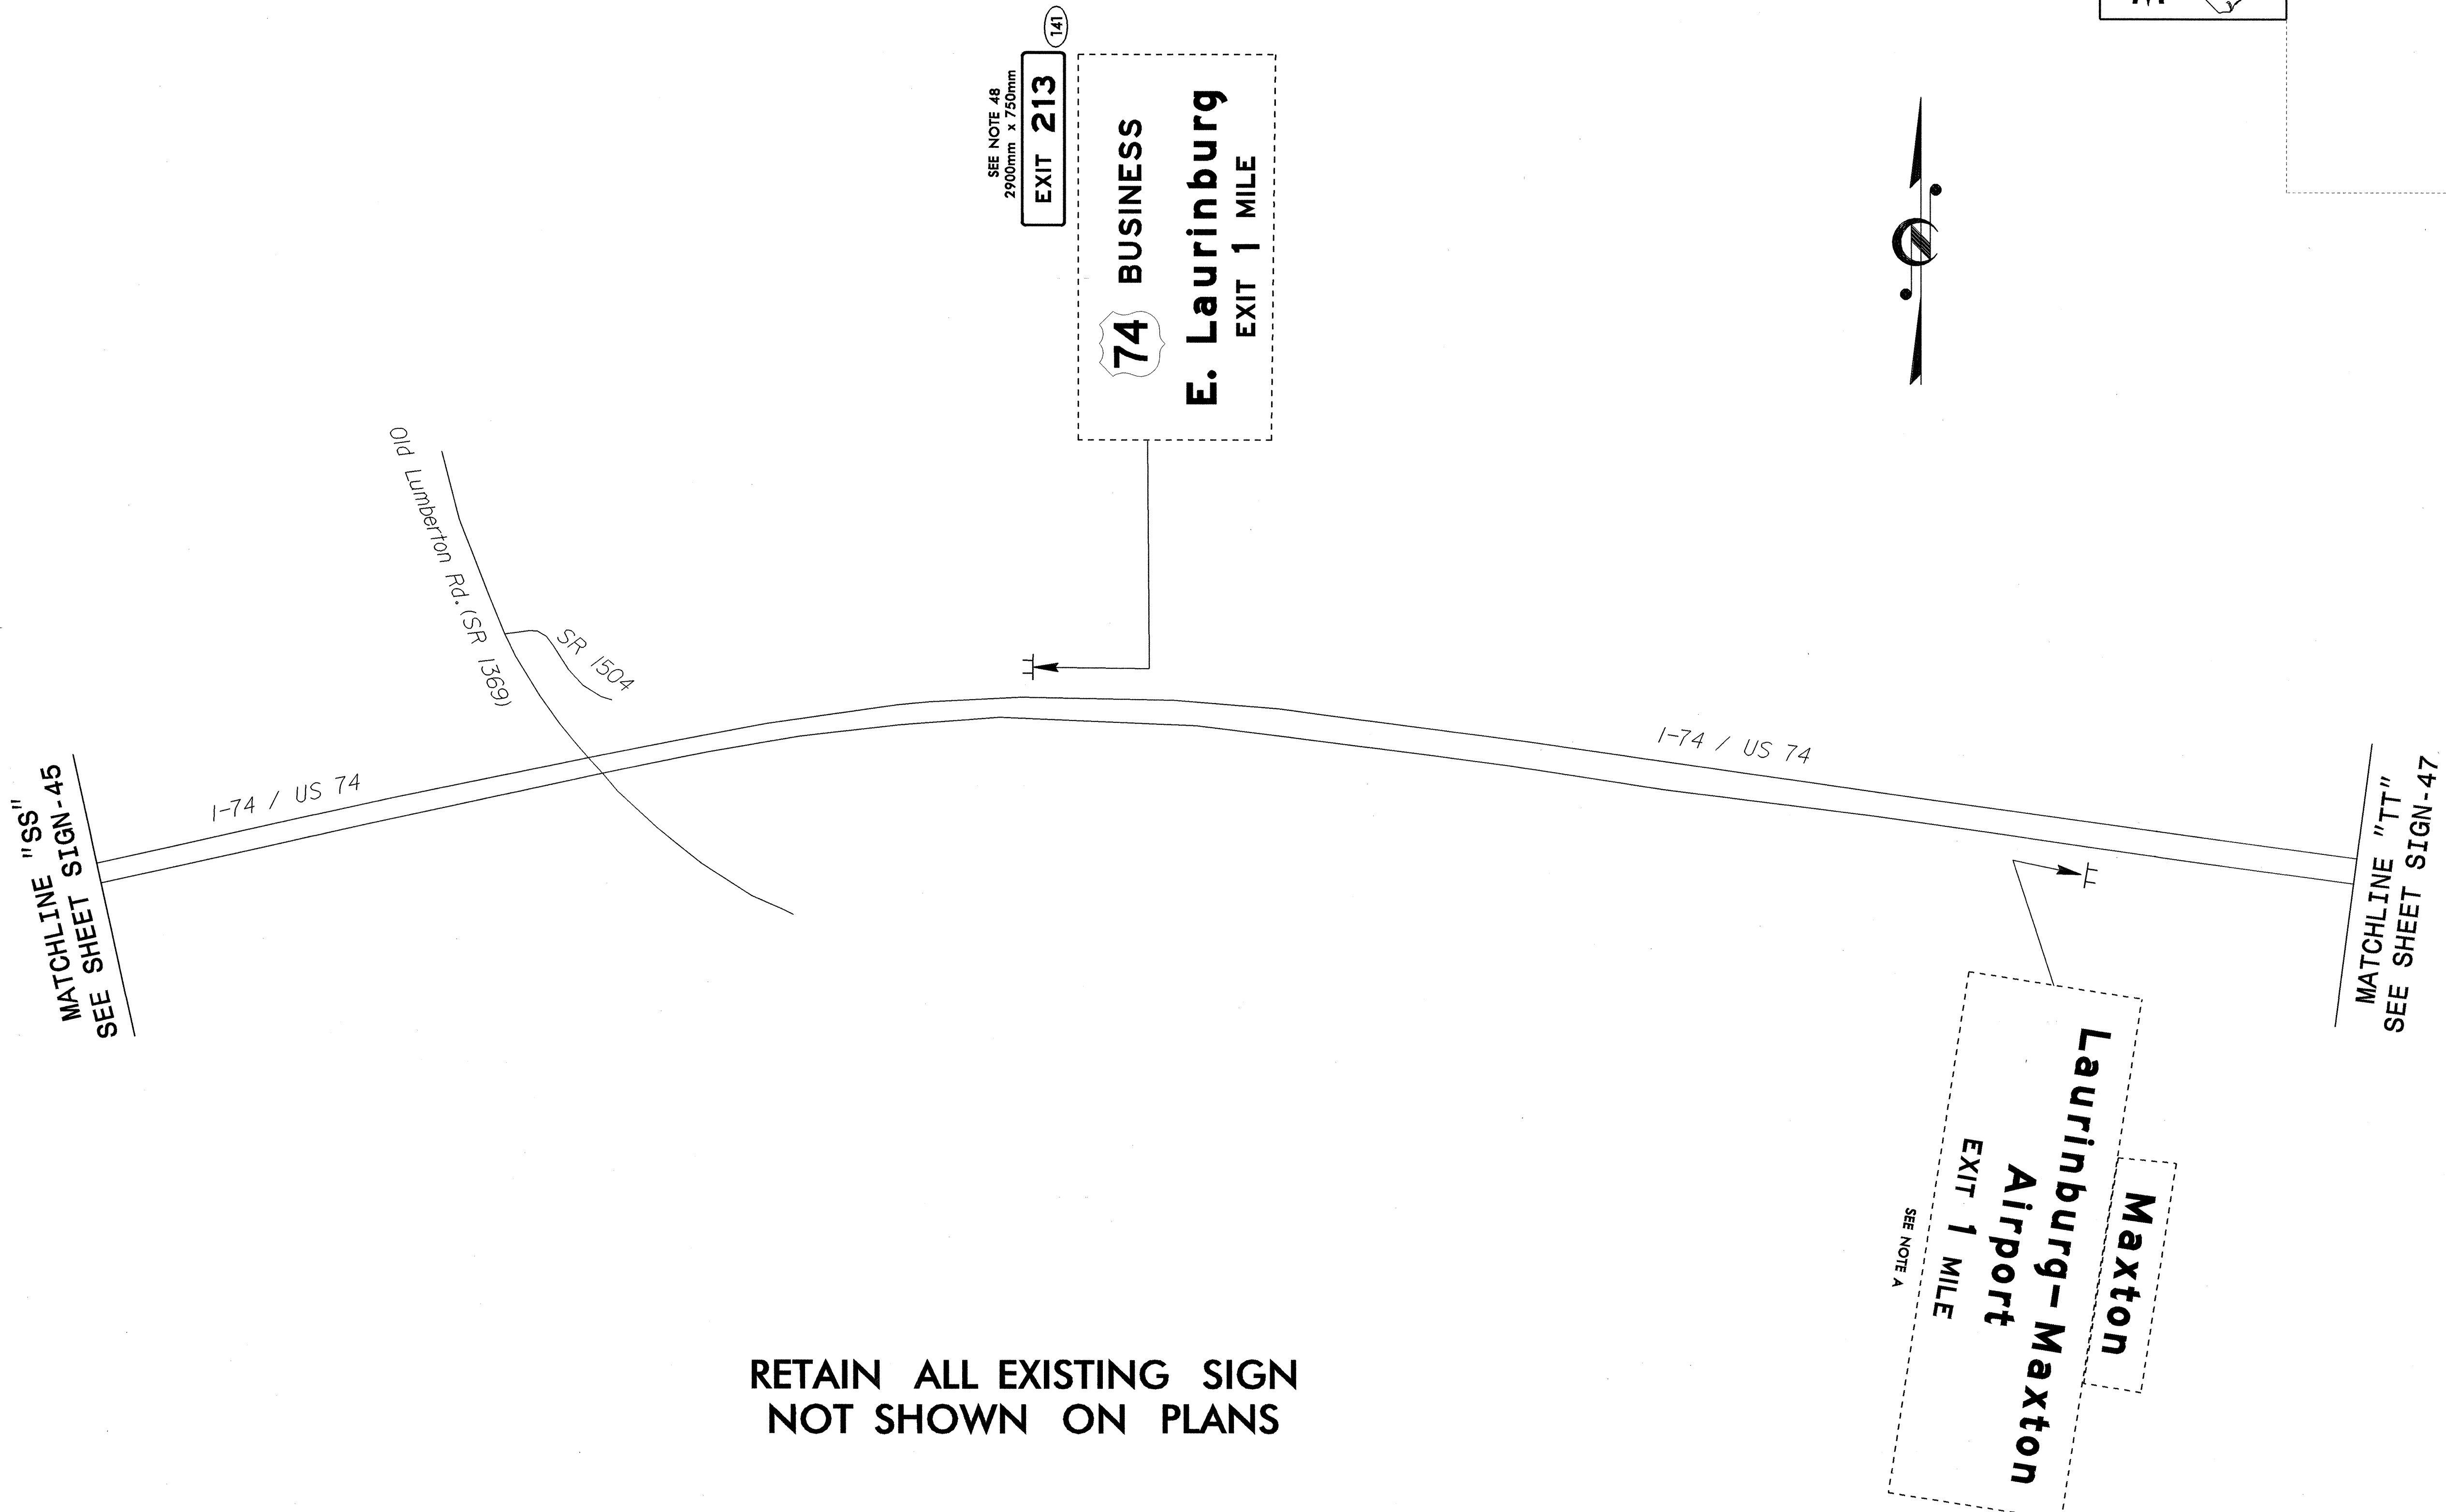 141
SEE NOTE 48
2900mm x 750mm
EXIT 213
74 BUSINESS
E. Laurinburg
EXIT 1 MILE
Old Lumberton Rd. (SR 1369)
SR 1504
I-74 / US 74
I-74 / US 74
MATCHLINE "SS"
SEE SHEET SIGN-45
MATCHLINE "TT"
SEE SHEET SIGN-47
Maxton
Laurinburg-Maxton
Airport
EXIT 1 MILE
SEE NOTE A
RETAIN ALL EXISTING SIGN
NOT SHOWN ON PLANS